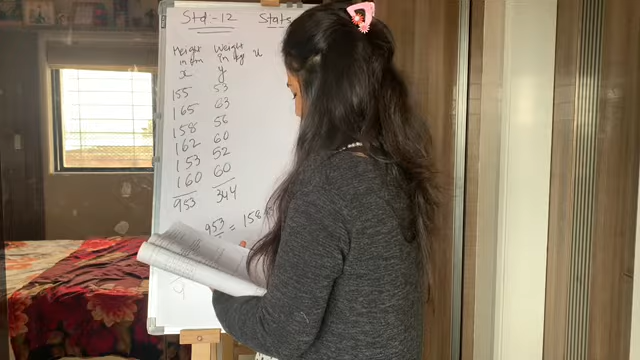 Std-12 Stats
Height Weight
in cm in kg u
x y
155 53
165 63
158 56
162 60
153 52
160 60
953 344
953 = 158